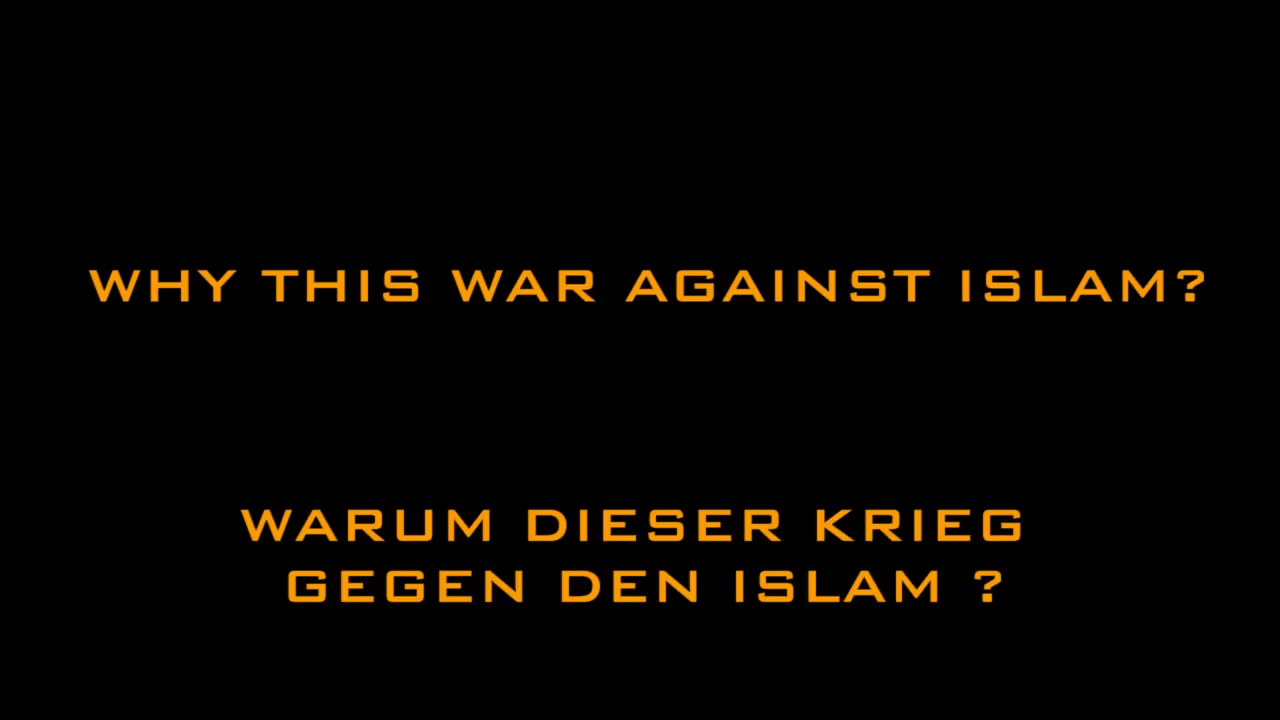 WHY THIS WAR AGAINST ISLAM?
WARUM DIESER KRIEG
GEGEN DEN ISLAM ?